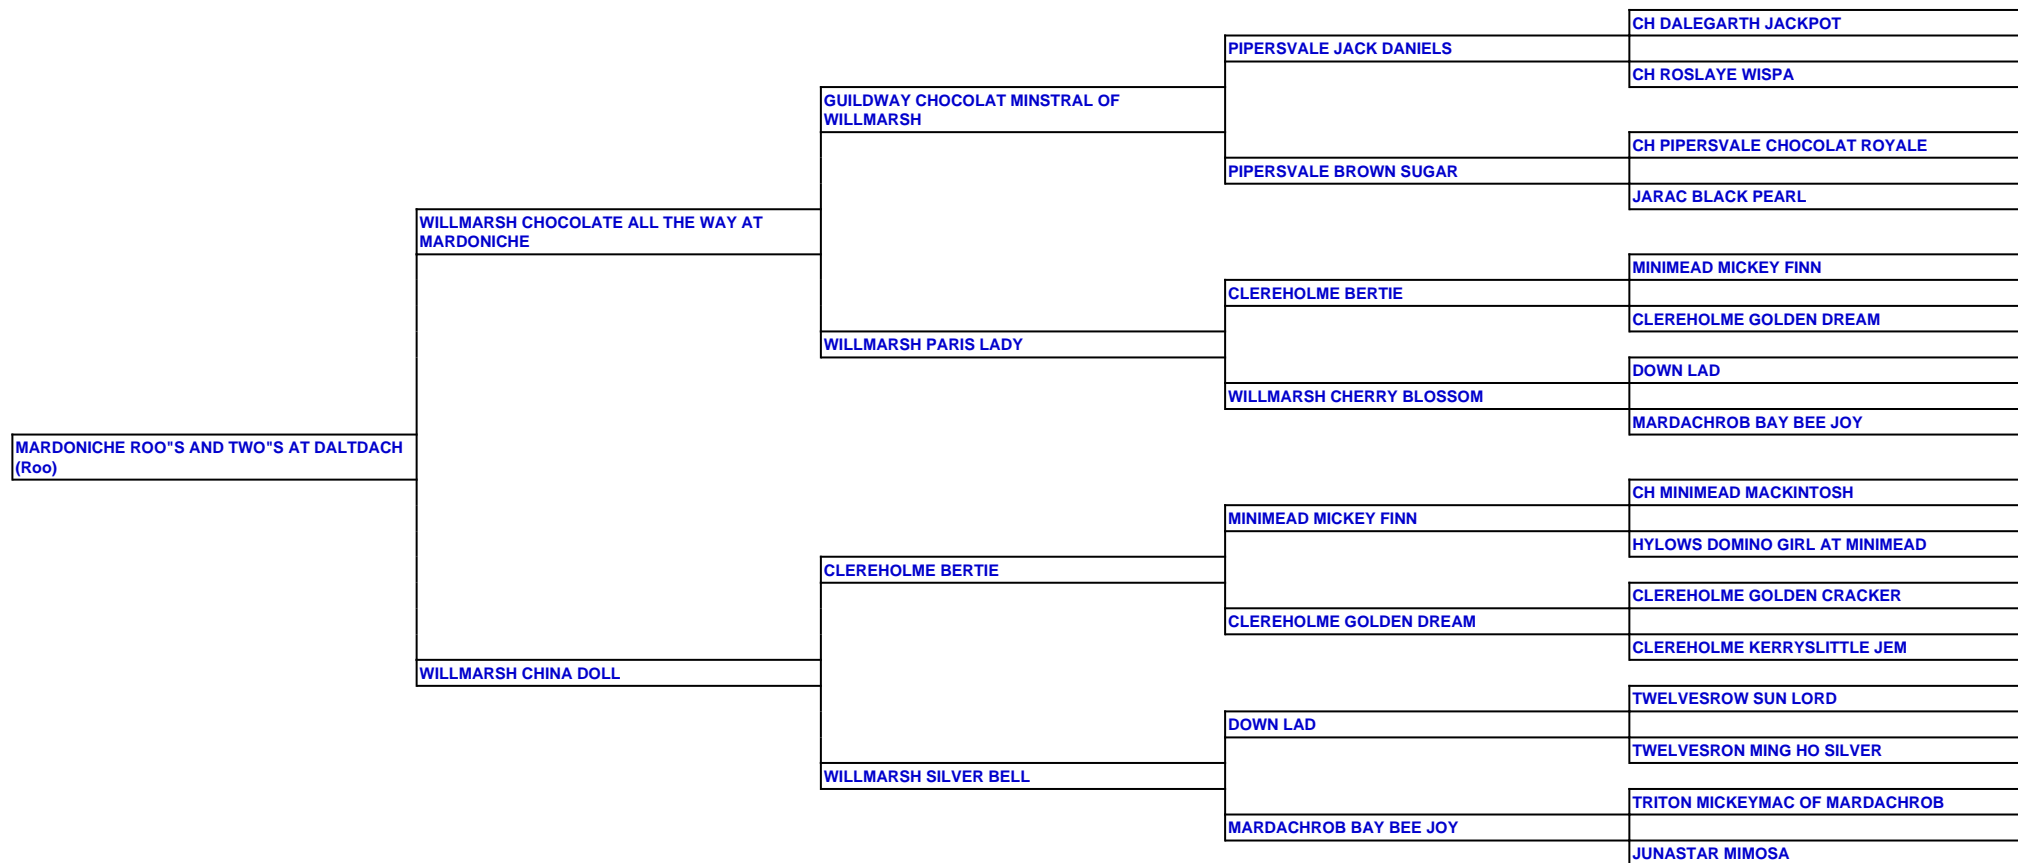 CH DALEGARTH JACKPOT
PIPERSVALE JACK DANIELS
CH ROSLAYE WISPA
GUILDWAY CHOCOLAT MINSTRAL OF
WILLMARSH
CH PIPERSVALE CHOCOLAT ROYALE
PIPERSVALE BROWN SUGAR
JARAC BLACK PEARL
WILLMARSH CHOCOLATE ALL THE WAY AT
MARDONICHE
MINIMEAD MICKEY FINN
CLEREHOLME BERTIE
CLEREHOLME GOLDEN DREAM
WILLMARSH PARIS LADY
DOWN LAD
WILLMARSH CHERRY BLOSSOM
MARDACHROB BAY BEE JOY
MARDONICHE ROO"S AND TWO"S AT DALTDACH
(Roo)
CH MINIMEAD MACKINTOSH
MINIMEAD MICKEY FINN
HYLOWS DOMINO GIRL AT MINIMEAD
CLEREHOLME BERTIE
CLEREHOLME GOLDEN CRACKER
CLEREHOLME GOLDEN DREAM
CLEREHOLME KERRYSLITTLE JEM
WILLMARSH CHINA DOLL
TWELVESROW SUN LORD
DOWN LAD
TWELVESRON MING HO SILVER
WILLMARSH SILVER BELL
TRITON MICKEYMAC OF MARDACHROB
MARDACHROB BAY BEE JOY
JUNASTAR MIMOSA